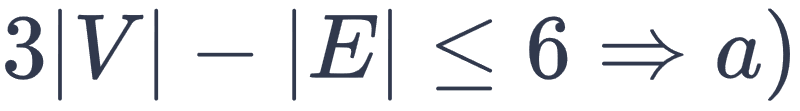 3|V| − |E| ≤ 6 ⇒ a)